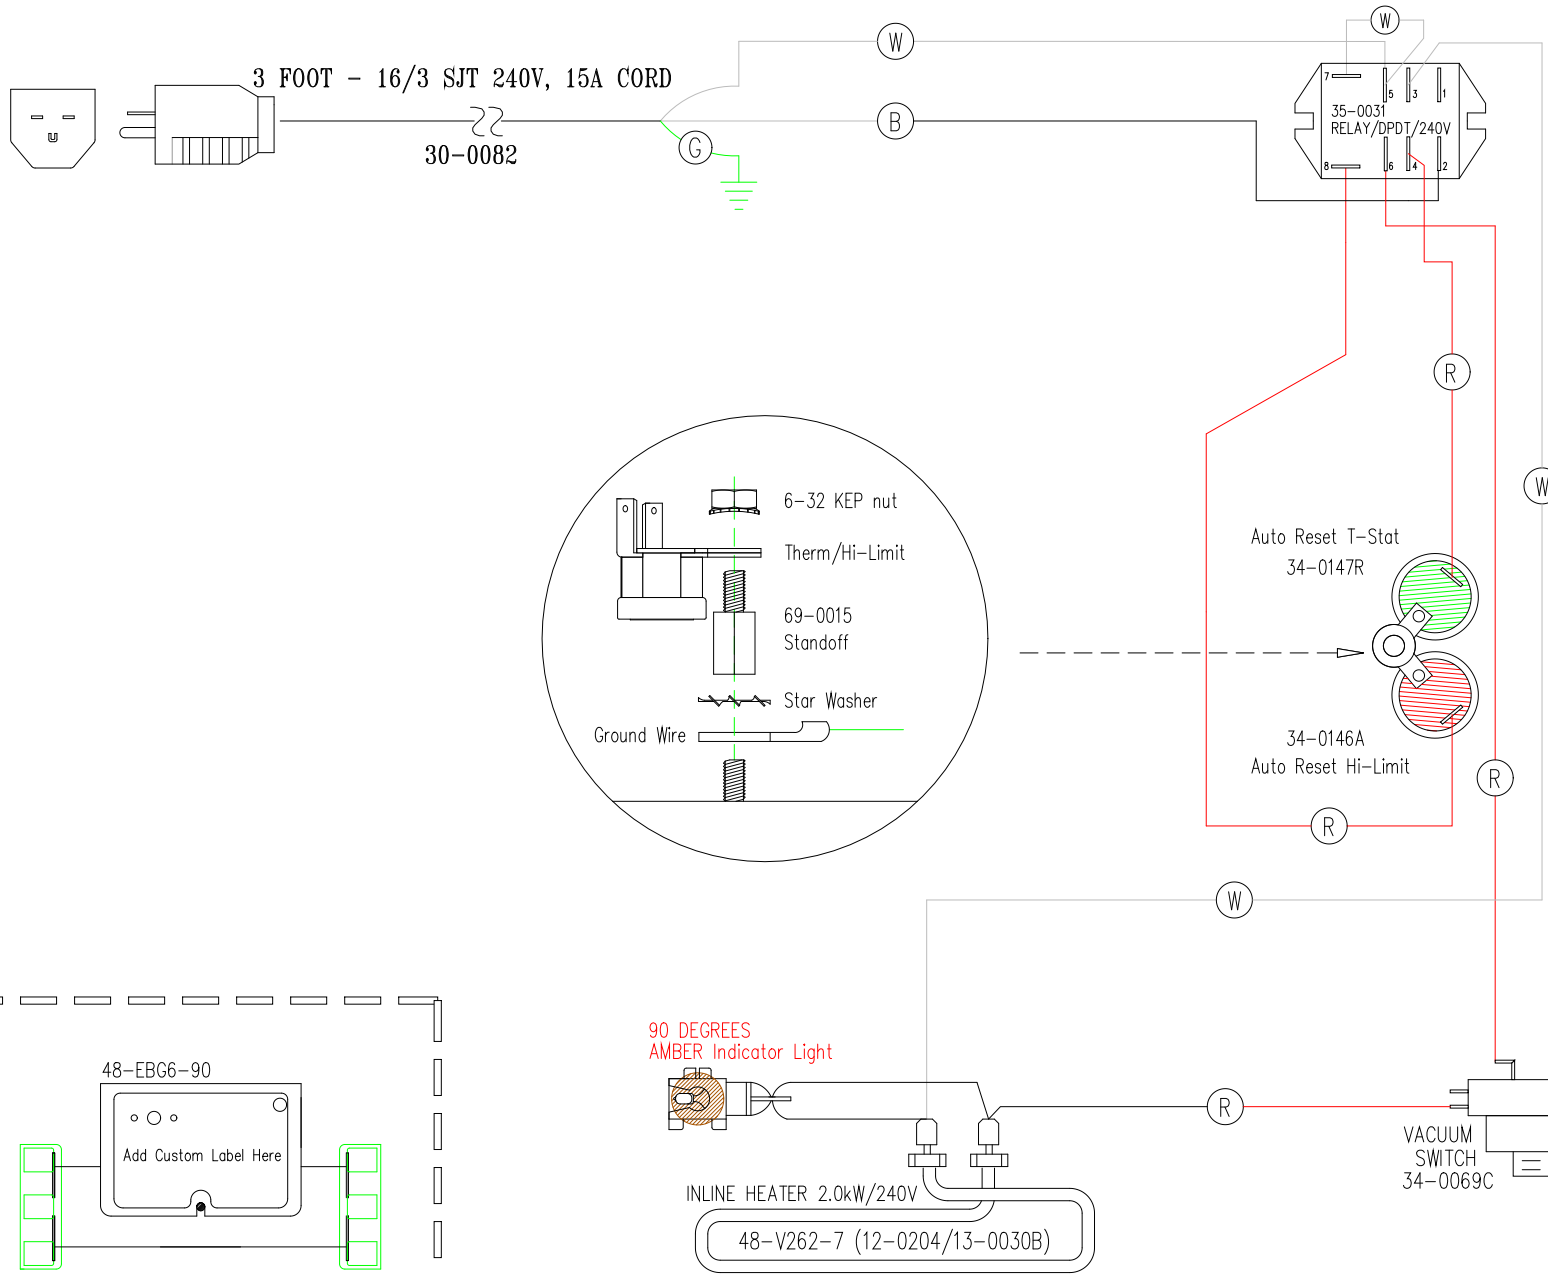 W
W
3 FOOT - 16/3 SJT 240V, 15A CORD
7
5
3
1
35-0031
RELAY/DPDT/240V
B
30-0082
G
8
6
4
2
R
6-32 KEP nut
W
Auto Reset T-Stat
Therm/Hi-Limit
34-0147R
69-0015
Standoff
Star Washer
Ground Wire
34-0146A
Auto Reset Hi-Limit
R
R
W
90 DEGREES
AMBER Indicator Light
48-EBG6-90
R
Add Custom Label Here
VACUUM
SWITCH
34-0069C
INLINE HEATER 2.0kW/240V
48-V262-7 (12-0204/13-0030B)